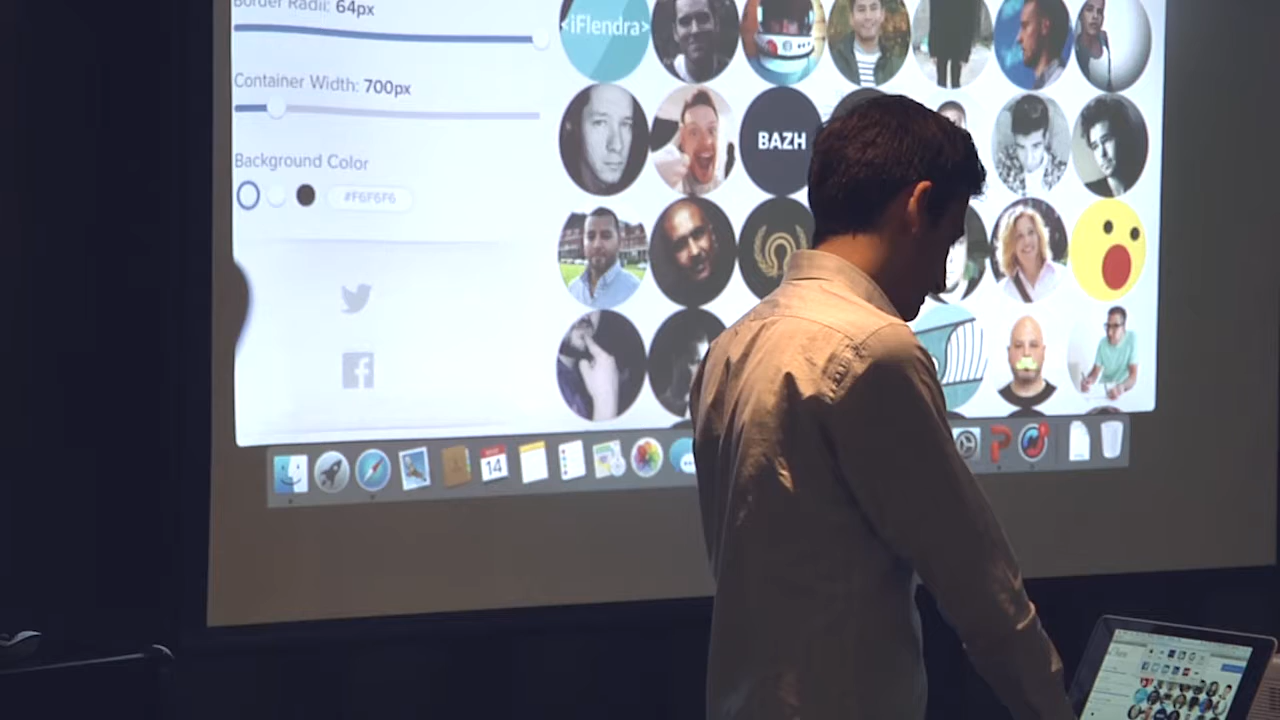 Border Radii: 64px
<iFlendra>
Container Width: 700px
BAZH
Background Color
#F6F6F6
14